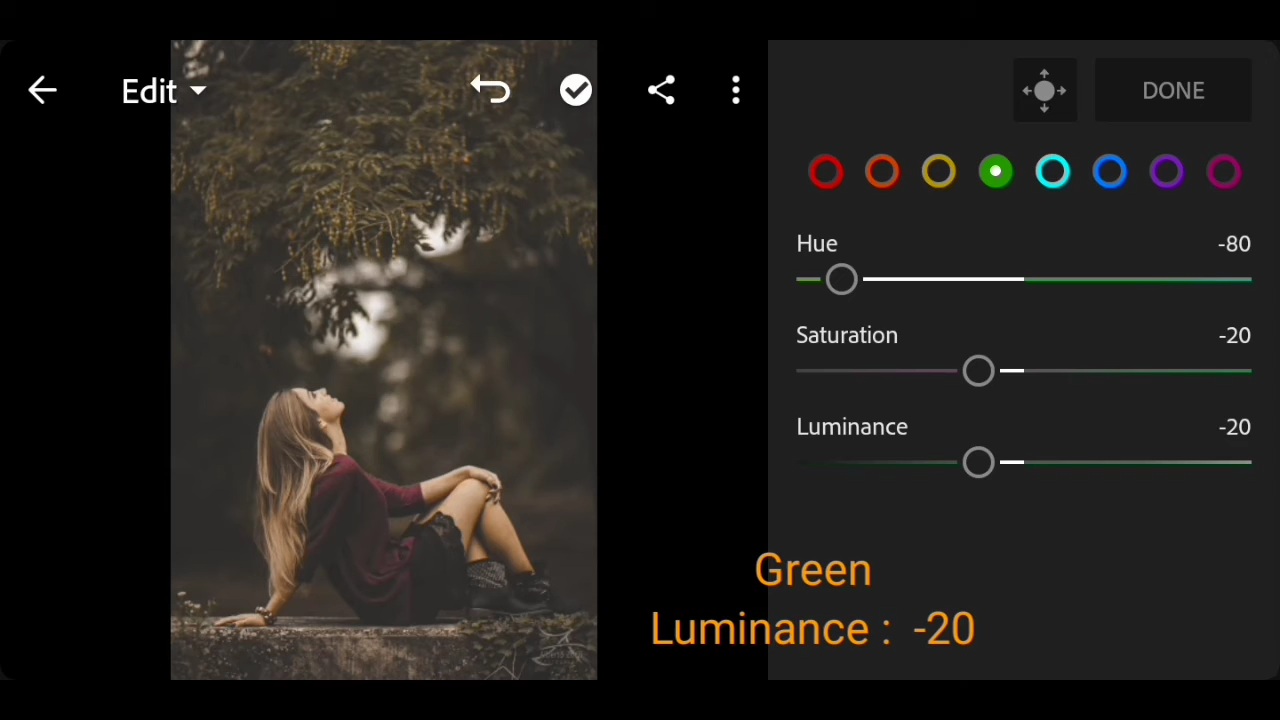 Edit
DONE
Hue -80
Saturation -20
Luminance -20
Green
Luminance : -20